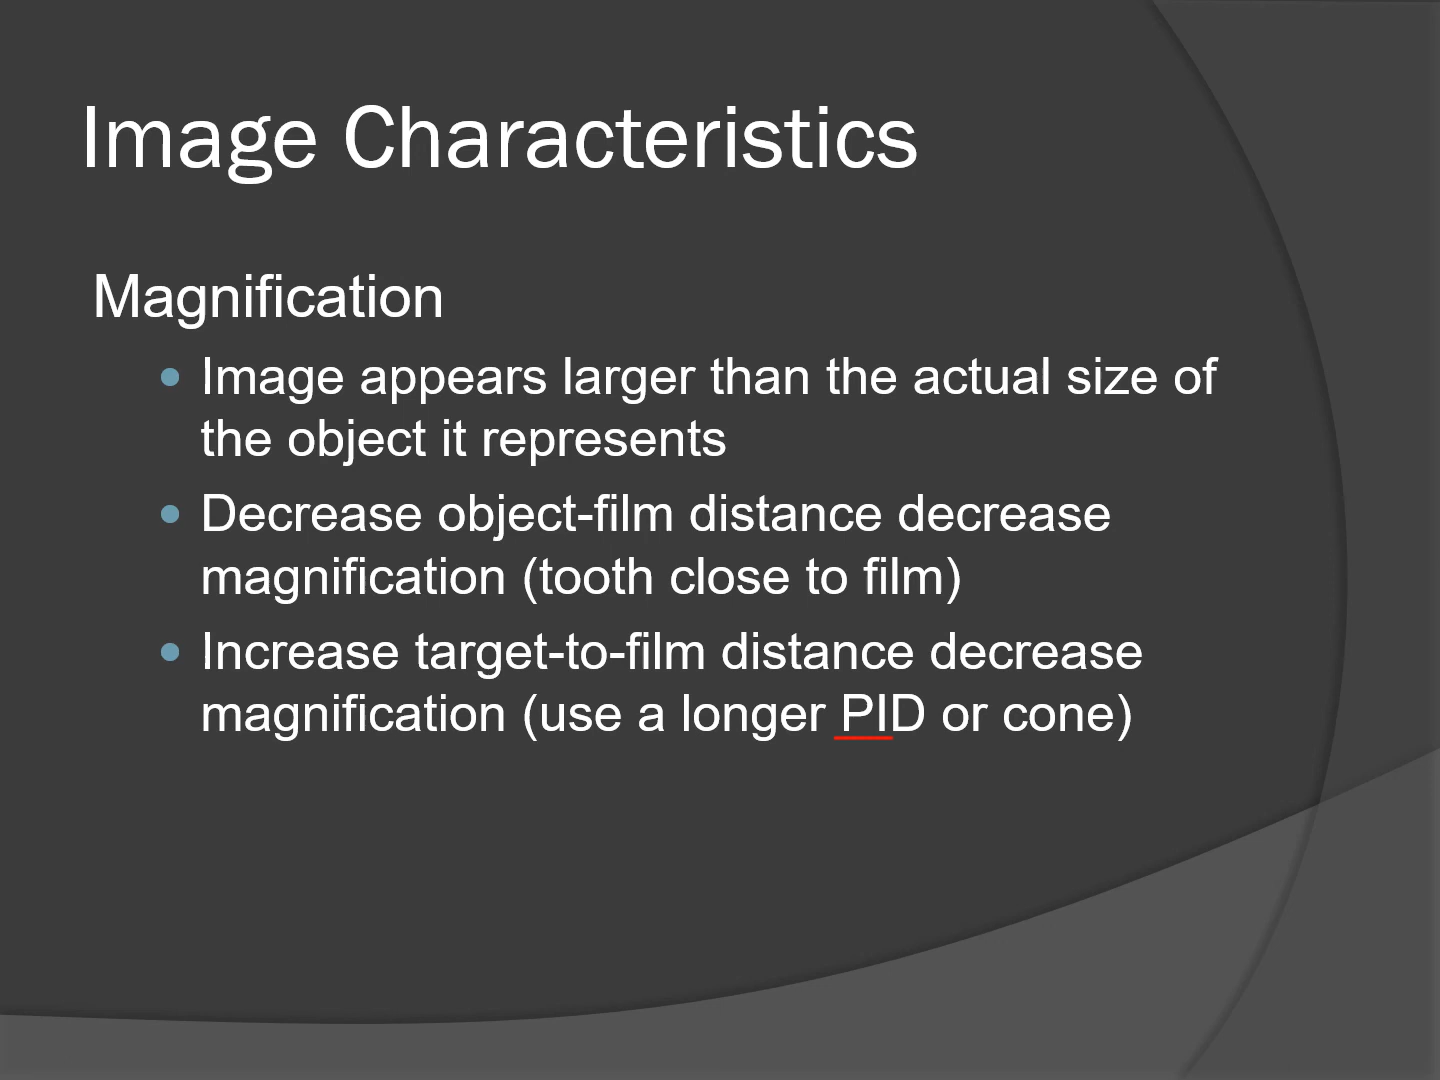 Image Characteristics
Magnification
Image appears larger than the actual size of
the object it represents
Decrease object-film distance decrease
magnification (tooth close to film)
Increase target-to-film distance decrease
magnification (use a longer PID or cone)